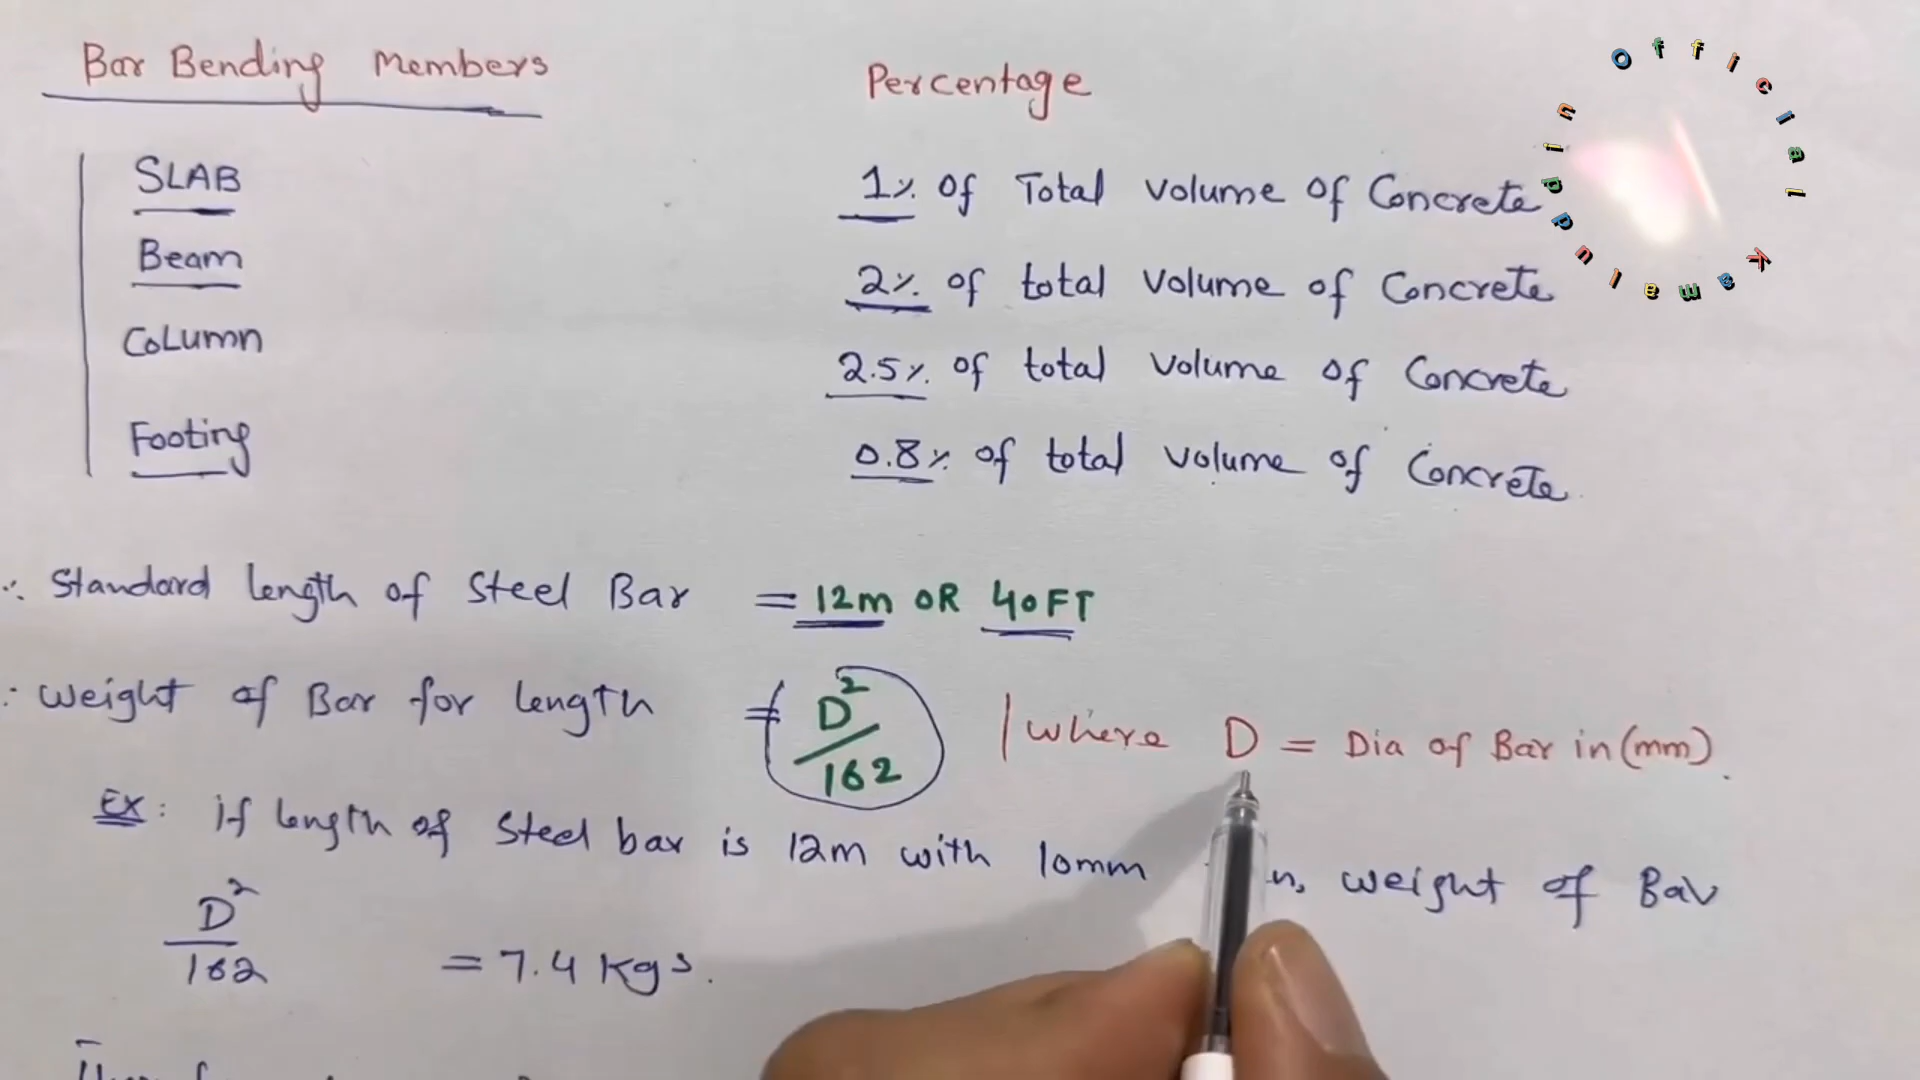 Bar Bending Members
Percentage
SLAB
1% of Total volume of Concrete
Beam
2% of total volume of Concrete
Column
2.5% of total volume of Concrete
Footing
0.8% of total volume of Concrete
∴ Standard length of Steel Bar = 12m OR 40FT
∴ Weight of Bar for length = D²/162 | where D = Dia of Bar in (mm).
Ex: if length of Steel bar is 12m with 10mm weight of Bar
D²/162 = 7.4 Kgs.
Kamaluddin Official